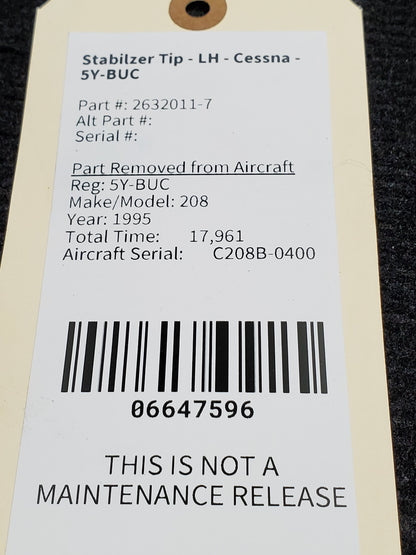 Stabilzer Tip - LH - Cessna -
5Y-BUC
Part #: 2632011-7
Alt Part #:
Serial #:
Part Removed from Aircraft
Reg: 5Y-BUC
Make/Model: 208
Year: 1995
Total Time: 17,961
Aircraft Serial: C208B-0400
06647596
THIS IS NOT A
MAINTENANCE RELEASE